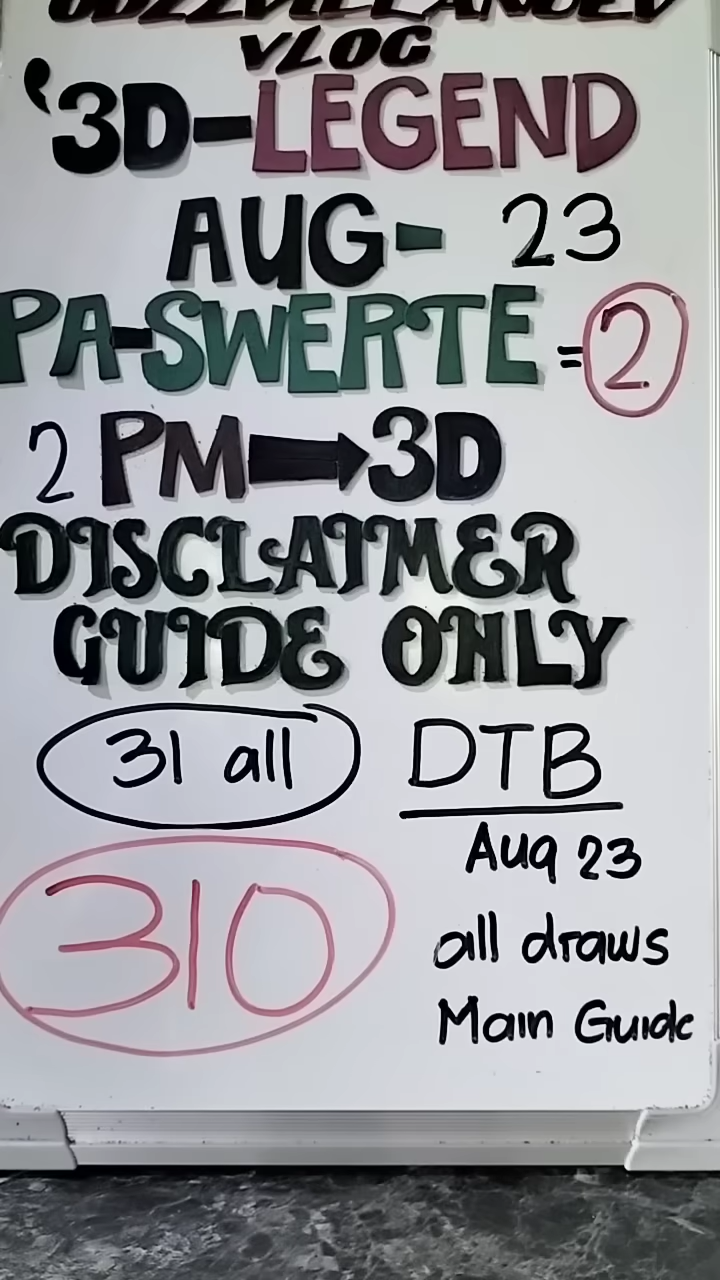 VLOG
'3D-LEGEND
AUG- 23
PA-SWERTE = 2
2 PM➡3D
DISCLAIMER
GUIDE ONLY
31 all
DTB
310
Aug 23
all draws
Main Guide